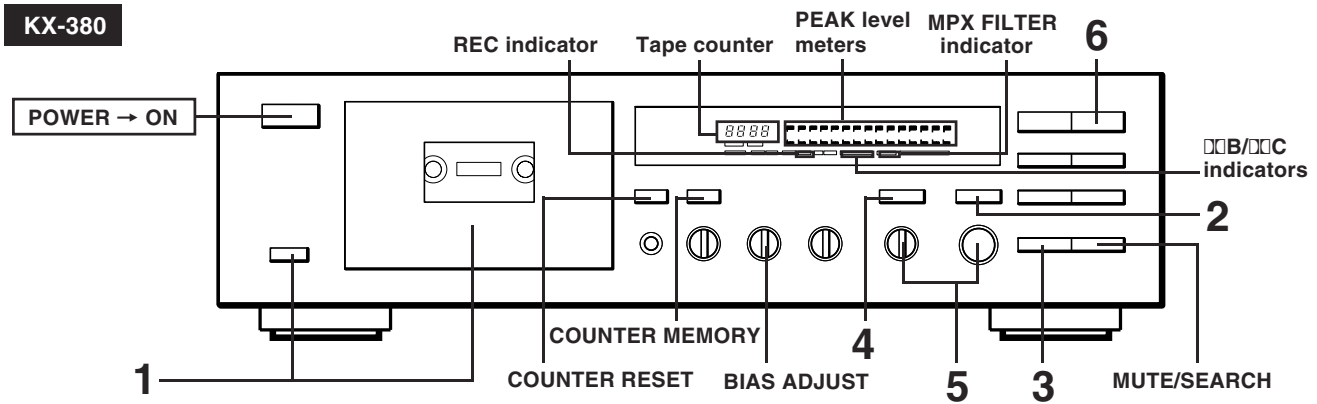 KX-380
REC indicator
Tape counter
PEAK level
meters
MPX FILTER
indicator
6
POWER → ON
8888
B/C
indicators
2
1
COUNTER MEMORY
COUNTER RESET
BIAS ADJUST
4
5
3
MUTE/SEARCH